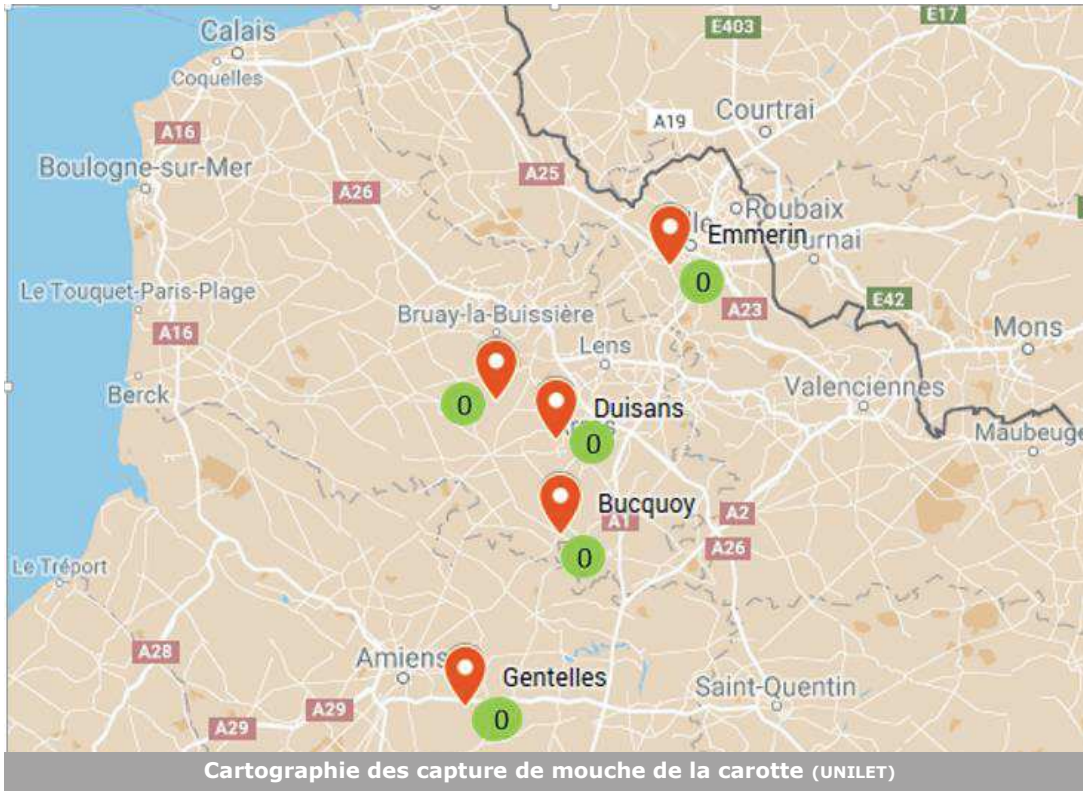 E17
E403
Calais
Coquelles
A19
Courtrai
A16
Boulogne-sur-Mer
A25
A26
Roubaix
Emmerin
0
Le Touquet-Paris-Plage
E42
A23
A16
Bruay-la-Buissière
Mons
Lens
Berck
Valenciennes
0
Duisans
0
Maubeuge
Bucquoy
A1
A2
A26
0
Le Tréport
A28
Amiens
Gentelles
Saint-Quentin
A29
A29
0
Cartographie des capture de mouche de la carotte (UNILET)